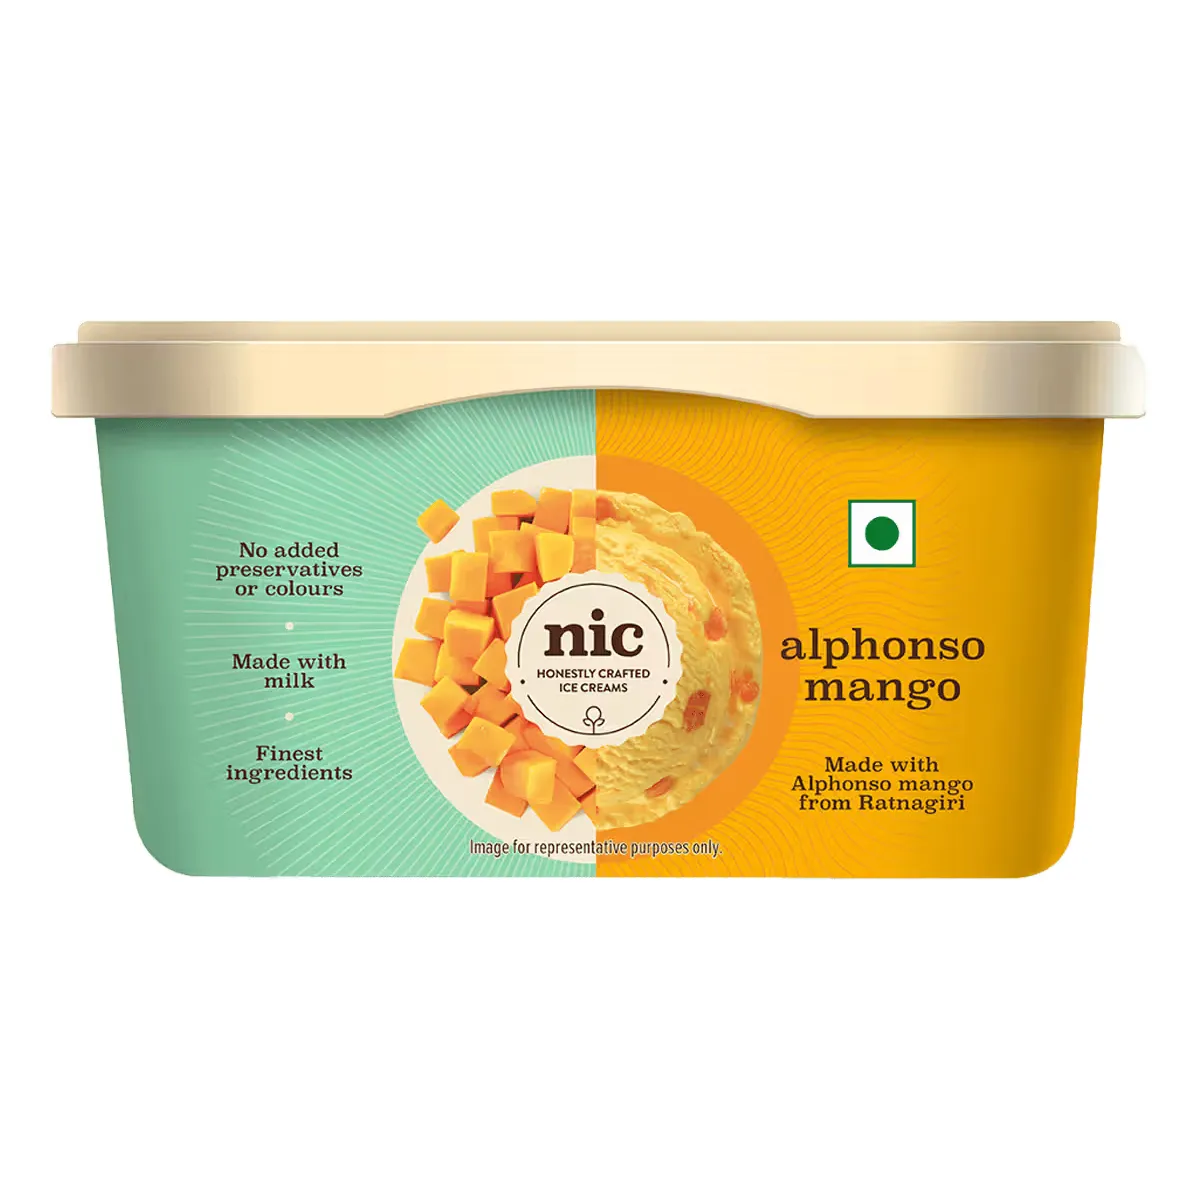 No added
preservatives
or colours
Made with
milk
Finest
ingredients
nic
HONESTLY CRAFTED
ICE CREAMS
alphonso
mango
Made with
Alphonso mango
from Ratnagiri
Image for representative purposes only.